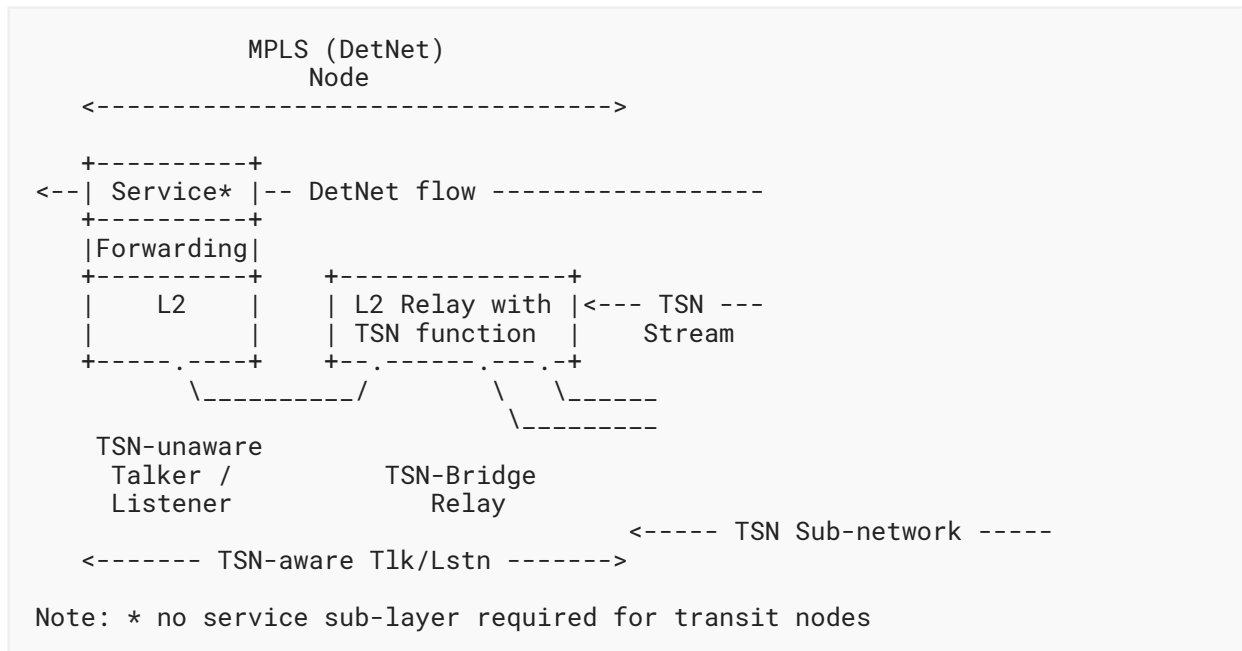 MPLS (DetNet)
                 Node
   <---------------------------------->

   +----------+
<--| Service* |-- DetNet flow ------------------
   +----------+
   |Forwarding|
   +----------+    +---------------+
   |    L2    |    | L2 Relay with |<--- TSN ---
   |          |    | TSN function  |    Stream
   +-----.----+    +--.------.---.-+
          \__________/        \   \______
                               \_________
    TSN-unaware
     Talker /          TSN-Bridge
     Listener             Relay
                                       <----- TSN Sub-network -----
   <------- TSN-aware Tlk/Lstn ------->

Note: * no service sub-layer required for transit nodes